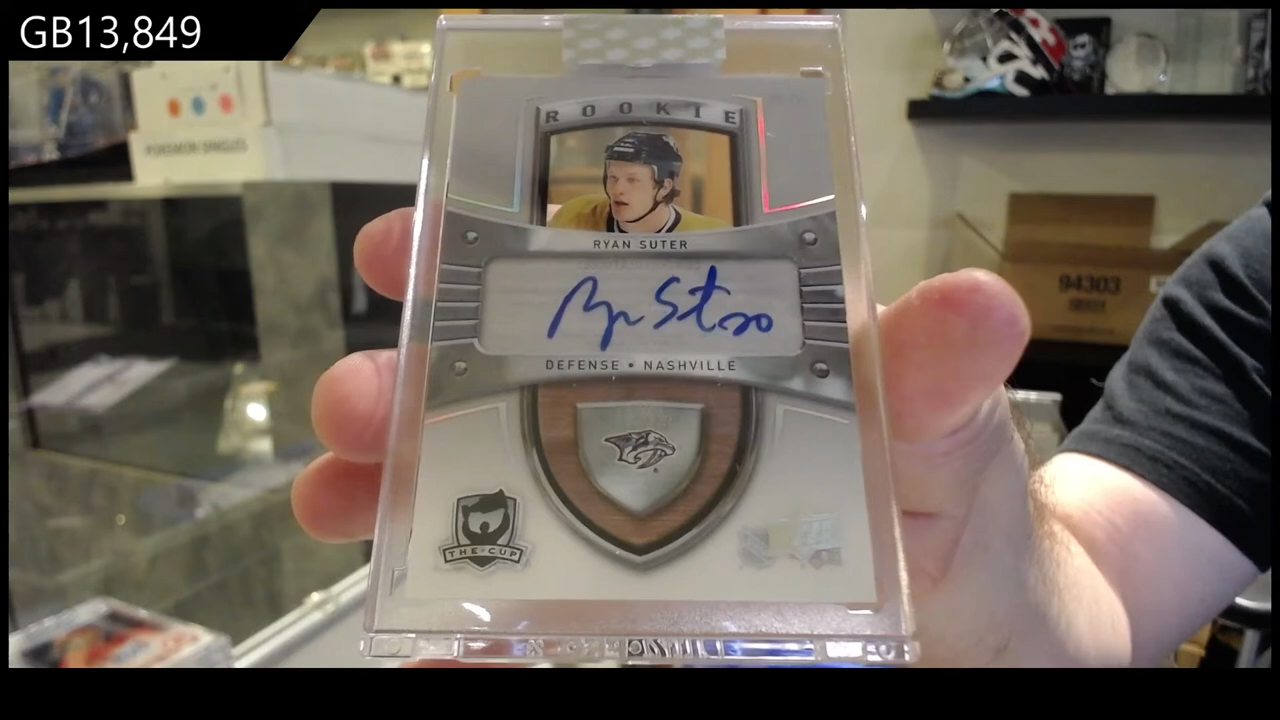 GB13,849
POKEMON SINGLES
ROOKIE
RYAN SUTER
DEFENSE • NASHVILLE
THE·CUP
94303